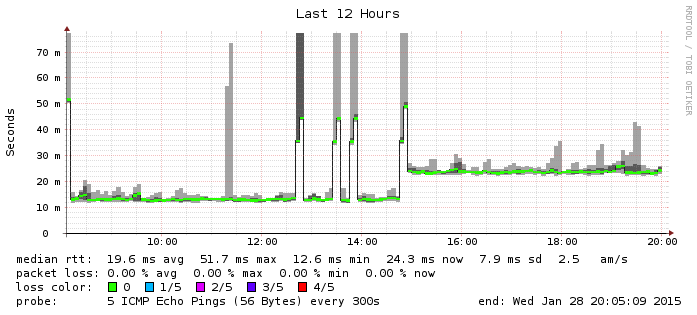 Last 12 Hours
RRDTOOL / TOBI OETIKER
Seconds
70 m
60 m
50 m
40 m
30 m
20 m
10 m
0
10:00 12:00 14:00 16:00 18:00 20:00
median rtt: 19.6 ms avg 51.7 ms max 12.6 ms min 24.3 ms now 7.9 ms sd 2.5 am/s
packet loss: 0.00 % avg 0.00 % max 0.00 % min 0.00 % now
loss color: 0 1/5 2/5 3/5 4/5
probe: 5 ICMP Echo Pings (56 Bytes) every 300s end: Wed Jan 28 20:05:09 2015